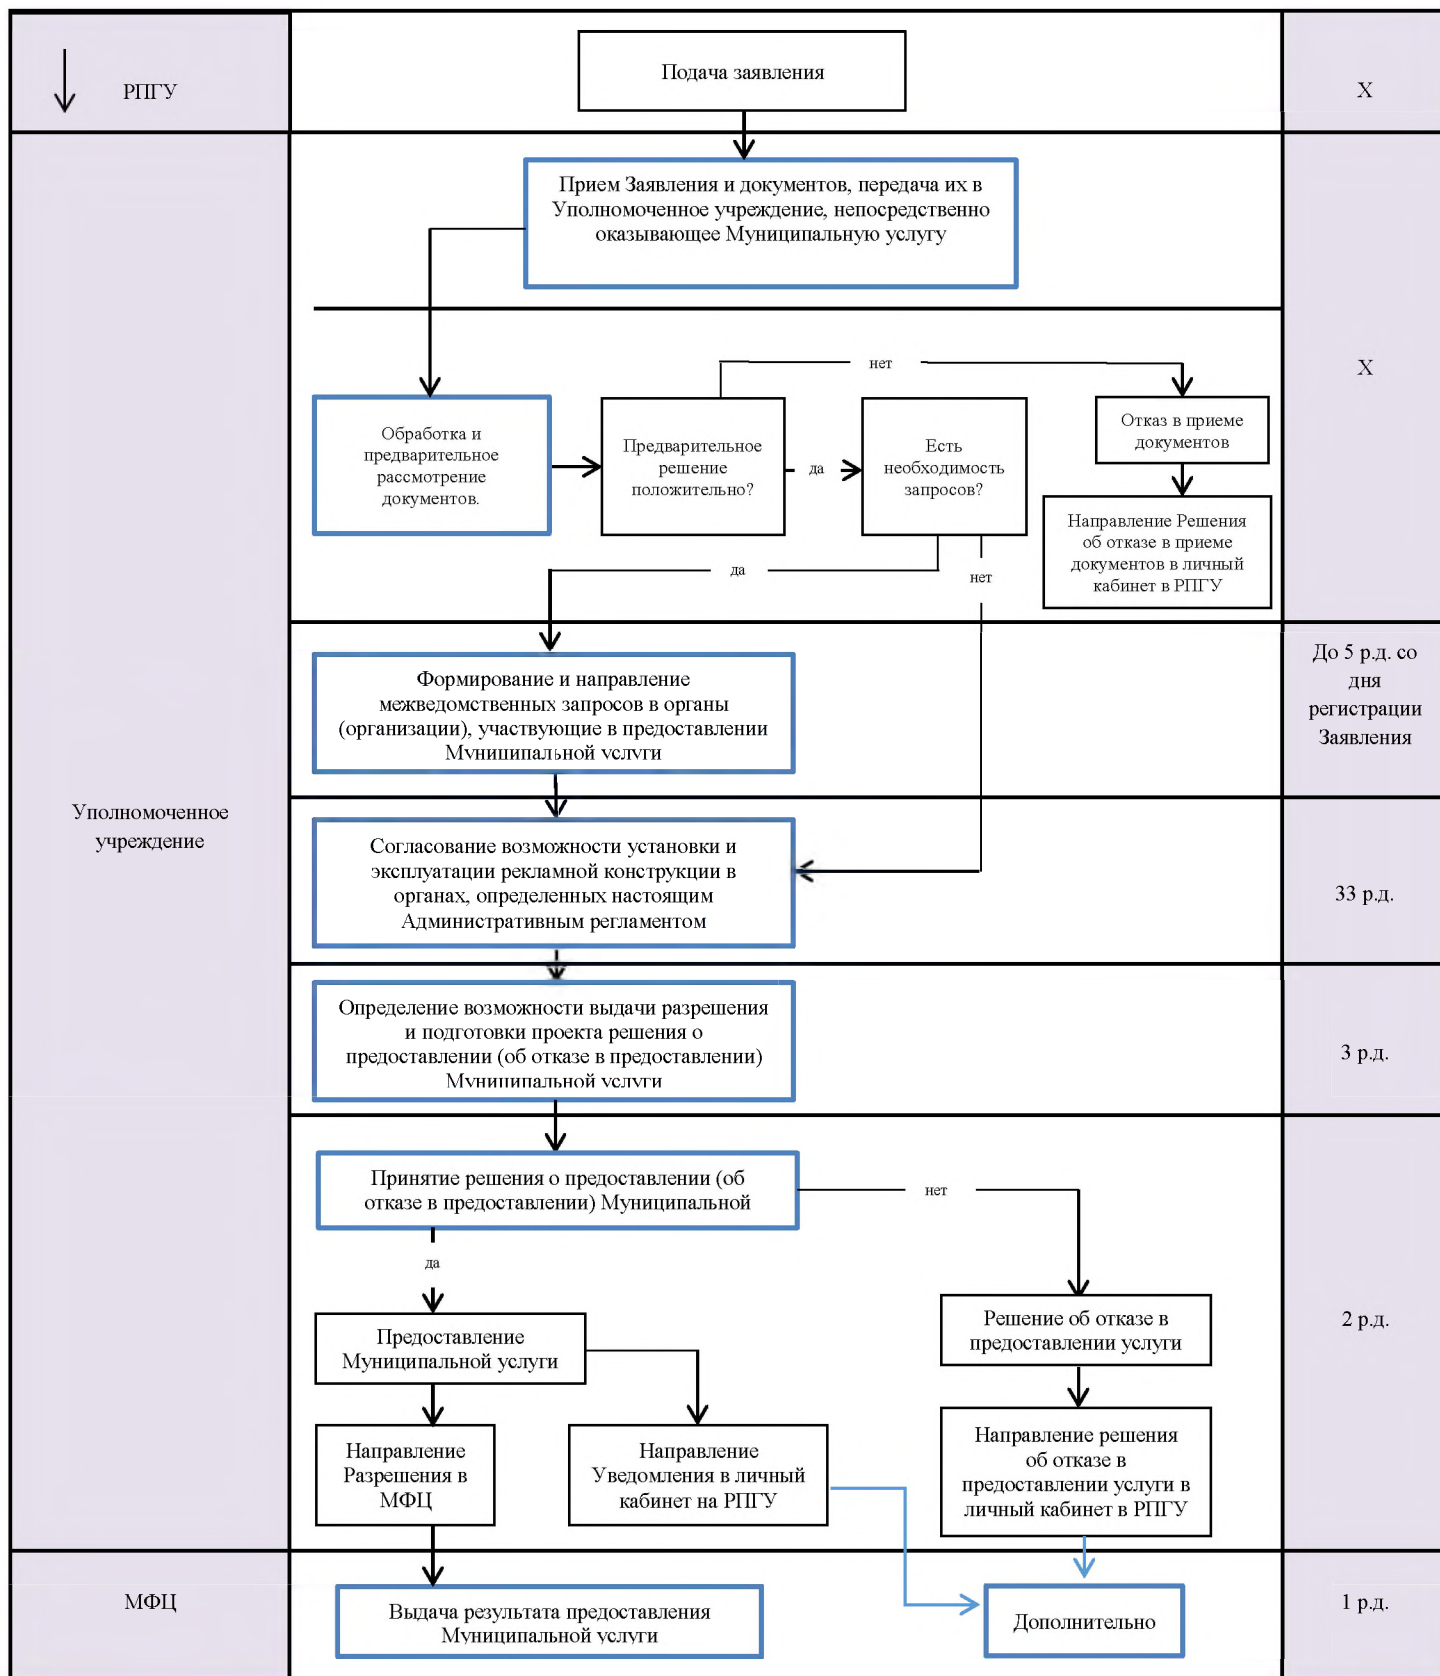 РПГУ
Подача заявления
X
Прием Заявления и документов, передача их в
Уполномоченное учреждение, непосредственно
оказывающее Муниципальную услугу
нет
X
Обработка и
предварительное
рассмотрение
документов.
Предварительное
решение
положительно?
да
Есть
необходимость
запросов?
Отказ в приеме
документов
Направление Решения
об отказе в приеме
документов в личный
кабинет в РПГУ
да
нет
Уполномоченное
учреждение
Формирование и направление
межведомственных запросов в органы
(организации), участвующие в предоставлении
Муниципальной услуги
До 5 р.д. со
дня
регистрации
Заявления
Согласование возможности установки и
эксплуатации рекламной конструкции в
органах, определенных настоящим
Административным регламентом
33 р.д.
Определение возможности выдачи разрешения
и подготовки проекта решения о
предоставлении (об отказе в предоставлении)
Муниципальной услуги
3 р.д.
Принятие решения о предоставлении (об
отказе в предоставлении) Муниципальной
нет
да
Предоставление
Муниципальной услуги
Решение об отказе в
предоставлении услуги
2 р.д.
Направление
Разрешения в
МФЦ
Направление
Уведомления в личный
кабинет на РПГУ
Направление решения
об отказе в
предоставлении услуги в
личный кабинет в РПГУ
МФЦ
Выдача результата предоставления
Муниципальной услуги
Дополнительно
1 р.д.